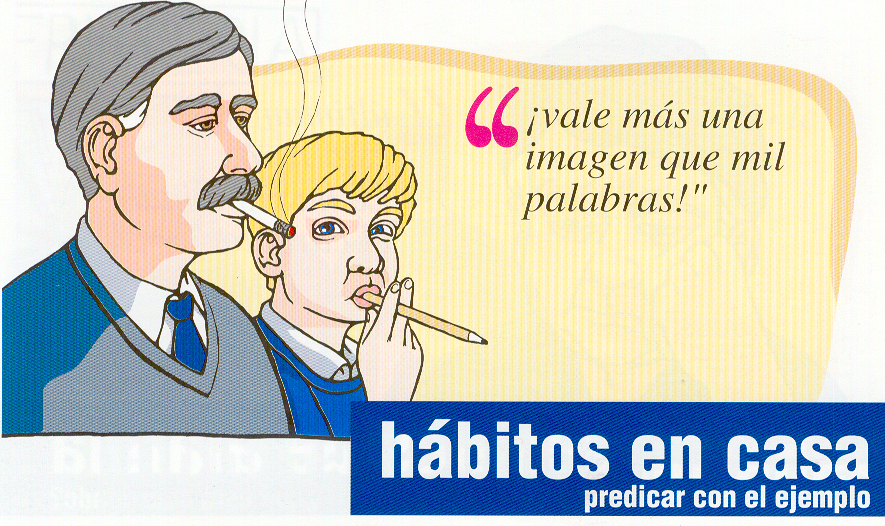 “¡vale más una
imagen que mil
palabras!"
hábitos en casa
predicar con el ejemplo